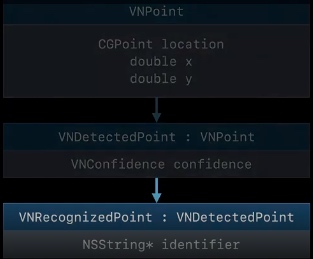 VNPoint
CGPoint location
double x
double y
VNDetectedPoint : VNPoint
VNConfidence confidence
VNRecognizedPoint : VNDetectedPoint
NSString* identifier